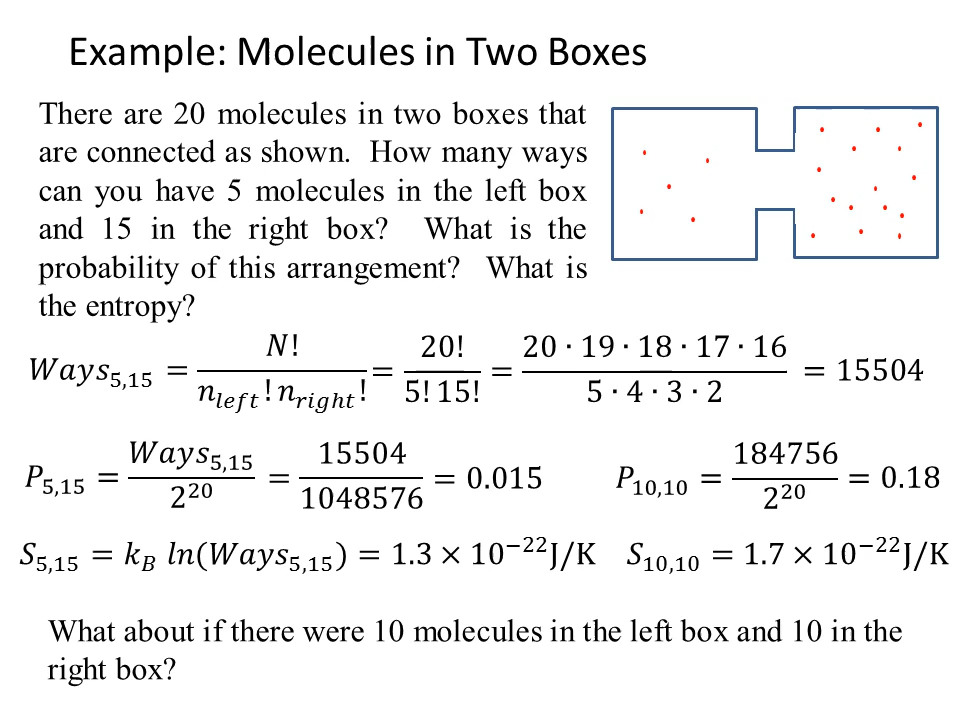 Example: Molecules in Two Boxes
There are 20 molecules in two boxes that
are connected as shown. How many ways
can you have 5 molecules in the left box
and 15 in the right box? What is the
probability of this arrangement? What is
the entropy?
Ways₅,₁₅ = N! / (n_left! n_right!) = 20! / (5! 15!) = (20 · 19 · 18 · 17 · 16) / (5 · 4 · 3 · 2) = 15504
P₅,₁₅ = Ways₅,₁₅ / 2²⁰ = 15504 / 1048576 = 0.015 P₁₀,₁₀ = 184756 / 2²⁰ = 0.18
S₅,₁₅ = k_B ln(Ways₅,₁₅) = 1.3 × 10⁻²² J/K S₁₀,₁₀ = 1.7 × 10⁻²² J/K
What about if there were 10 molecules in the left box and 10 in the
right box?